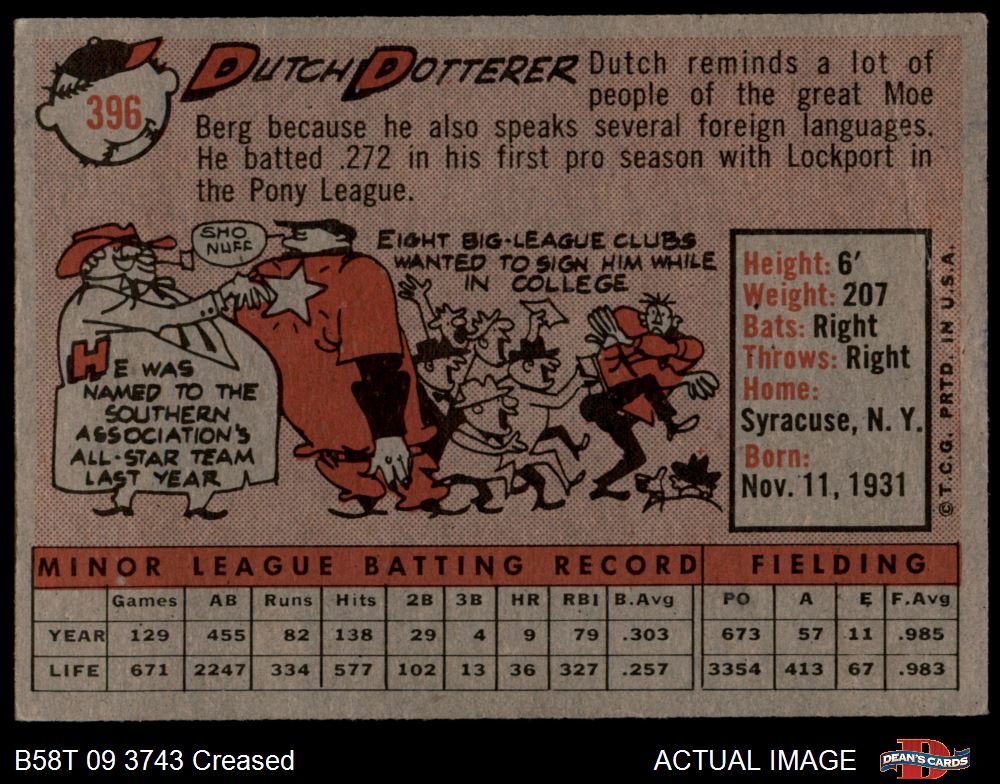 396
DUTCH DOTTERER
Dutch reminds a lot of
people of the great Moe
Berg because he also speaks several foreign languages.
He batted .272 in his first pro season with Lockport in
the Pony League.
SHO
NUFF
HE WAS
NAMED TO THE
SOUTHERN
ASSOCIATION'S
ALL-STAR TEAM
LAST YEAR
EIGHT BIG-LEAGUE CLUBS
WANTED TO SIGN HIM WHILE
IN COLLEGE
Height: 6'
Weight: 207
Bats: Right
Throws: Right
Home:
Syracuse, N. Y.
Born:
Nov. 11, 1931
© T.C.G. PRTD. IN U.S.A.
MINOR LEAGUE BATTING RECORD FIELDING
Games AB Runs Hits 2B 3B HR RBI B.Avg PO A E F.Avg
YEAR 129 455 82 138 29 4 9 79 .303 673 57 11 .985
LIFE 671 2247 334 577 102 13 36 327 .257 3354 413 67 .983
B58T 09 3743 Creased
ACTUAL IMAGE
D
DEAN'S CARDS